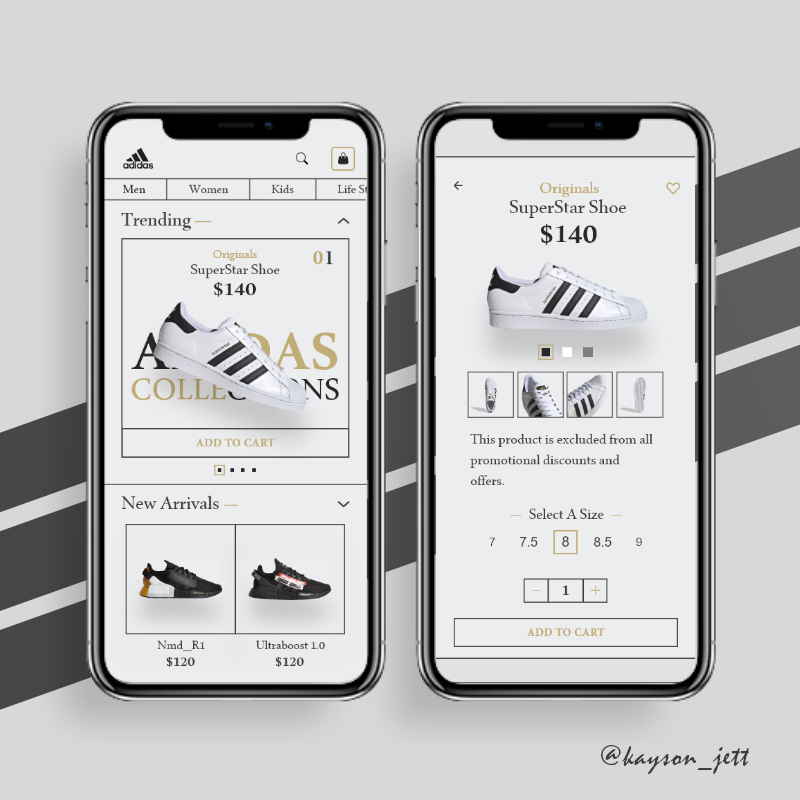 adidas
Men Women Kids Life St
Trending —
Originals
SuperStar Shoe
$140
01
DAS
COLLE NS
ADD TO CART
New Arrivals —
Nmd_R1
$120
Ultraboost 1.0
$120
Originals
SuperStar Shoe
$140
This product is excluded from all
promotional discounts and
offers.
— Select A Size —
7 7.5 8 8.5 9
− 1 +
ADD TO CART
@kayson_jett